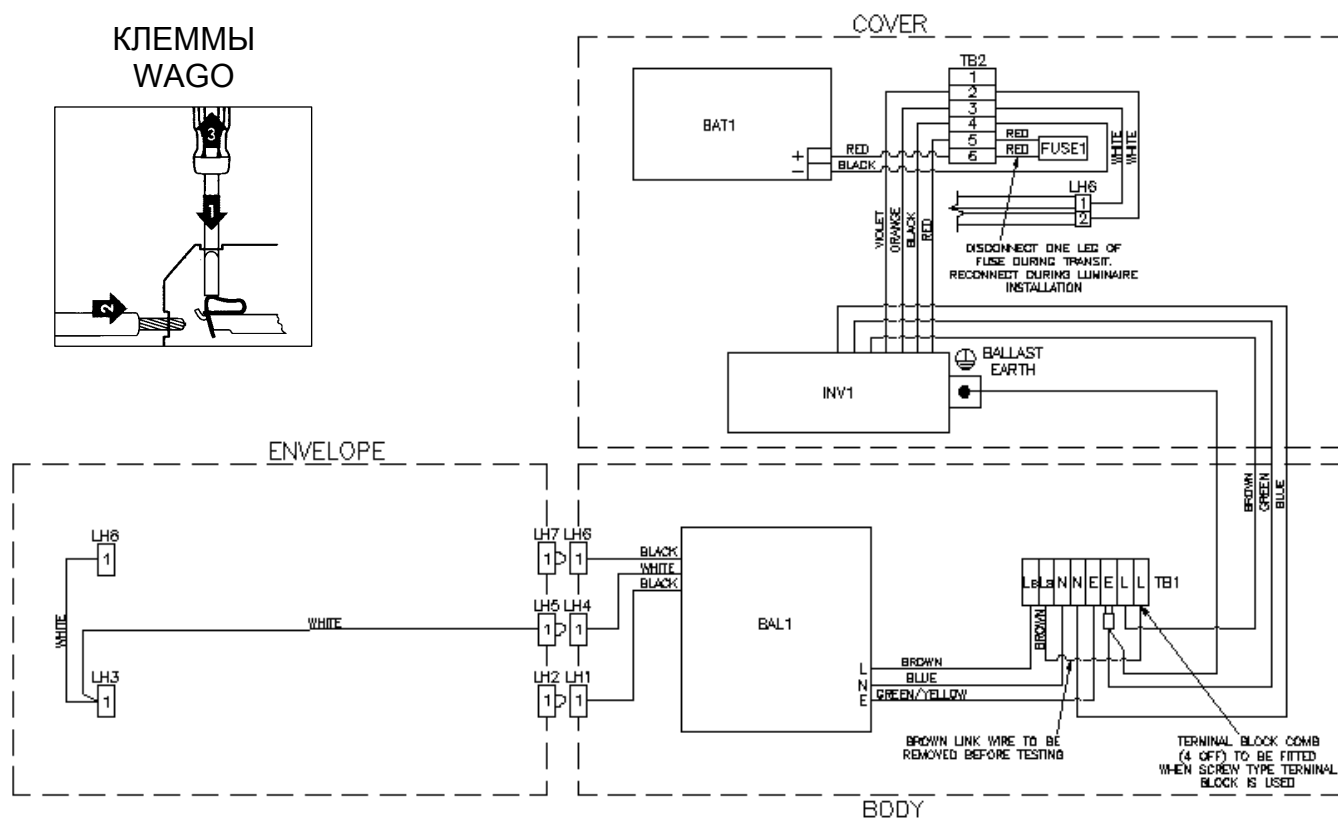 КЛЕММЫ
WAGO
3
1
2
COVER
BAT1
+
−
RED
BLACK
TB2
1
2
3
4
5
6
RED
RED
FUSE1
WHITE
WHITE
LH6
1
2
VIOLET
ORANGE
BLACK
RED
DISCONNECT ONE LEG OF
FUSE DURING TRANSIT.
RECONNECT DURING LUMINAIRE
INSTALLATION
INV1
BALLAST
EARTH
ENVELOPE
LH8
1
WHITE
LH3
1
WHITE
LH7
1
LH6
1
LH5
1
LH4
1
LH2
1
LH1
1
BLACK
WHITE
BLACK
BAL1
L
N
E
BROWN
BLUE
GREEN/YELLOW
BROWN
Ls Ls N N E E L L
TB1
BROWN
GREEN
BLUE
BROWN LINK WIRE TO BE
REMOVED BEFORE TESTING
TERMINAL BLOCK COMB
(4 OFF) TO BE FITTED
WHEN SCREW TYPE TERMINAL
BLOCK IS USED
BODY